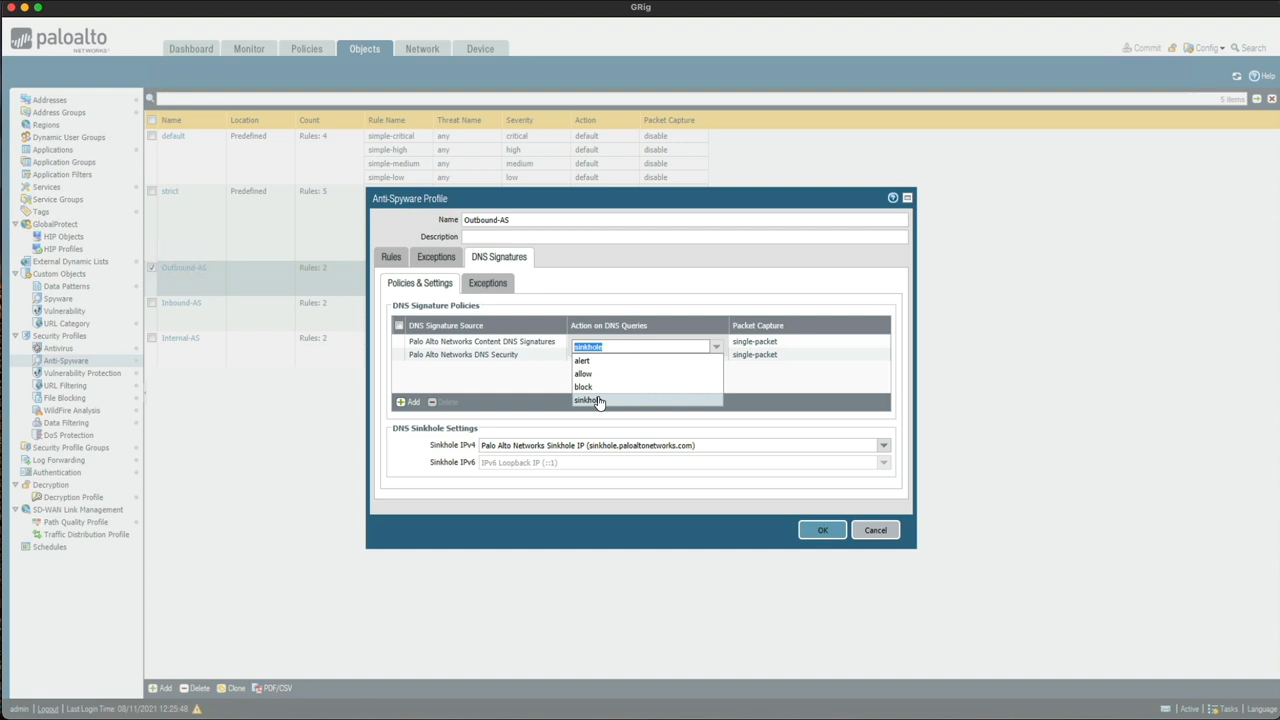 GRig
paloalto
NETWORKS
Dashboard Monitor Policies Objects Network Device
Commit Config Search
Help
5 items
Name Location Count Rule Name Threat Name Severity Action Packet Capture
default Predefined Rules: 4 simple-critical any critical default disable
simple-high any high default disable
simple-medium any medium default disable
simple-low any low default disable
strict Predefined Rules: 5
Outbound-AS Rules: 2
Inbound-AS Rules: 2
Internal-AS Rules: 2
Addresses
Address Groups
Regions
Dynamic User Groups
Applications
Application Groups
Application Filters
Services
Service Groups
Tags
GlobalProtect
HIP Objects
HIP Profiles
External Dynamic Lists
Custom Objects
Data Patterns
Spyware
Vulnerability
URL Category
Security Profiles
Antivirus
Anti-Spyware
Vulnerability Protection
URL Filtering
File Blocking
WildFire Analysis
Data Filtering
DoS Protection
Security Profile Groups
Log Forwarding
Authentication
Decryption
Decryption Profile
SD-WAN Link Management
Path Quality Profile
Traffic Distribution Profile
Schedules
Anti-Spyware Profile
Name Outbound-AS
Description
Rules Exceptions DNS Signatures
Policies & Settings Exceptions
DNS Signature Policies
DNS Signature Source Action on DNS Queries Packet Capture
Palo Alto Networks Content DNS Signatures sinkhole single-packet
Palo Alto Networks DNS Security single-packet
alert
allow
block
sinkhole
Add Delete
DNS Sinkhole Settings
Sinkhole IPv4 Palo Alto Networks Sinkhole IP (sinkhole.paloaltonetworks.com)
Sinkhole IPv6 IPv6 Loopback IP (::1)
OK Cancel
Add Delete Clone PDF/CSV
admin | Logout | Last Login Time: 08/11/2021 12:25:48 | Active | Tasks | Language